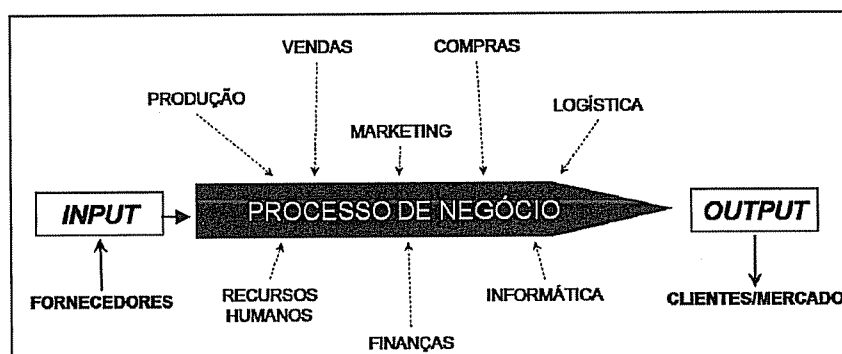 VENDAS
COMPRAS
PRODUÇÃO
LOGÍSTICA
MARKETING
INPUT
PROCESSO DE NEGÓCIO
OUTPUT
FORNECEDORES
RECURSOS
HUMANOS
INFORMÁTICA
CLIENTES/MERCADO
FINANÇAS